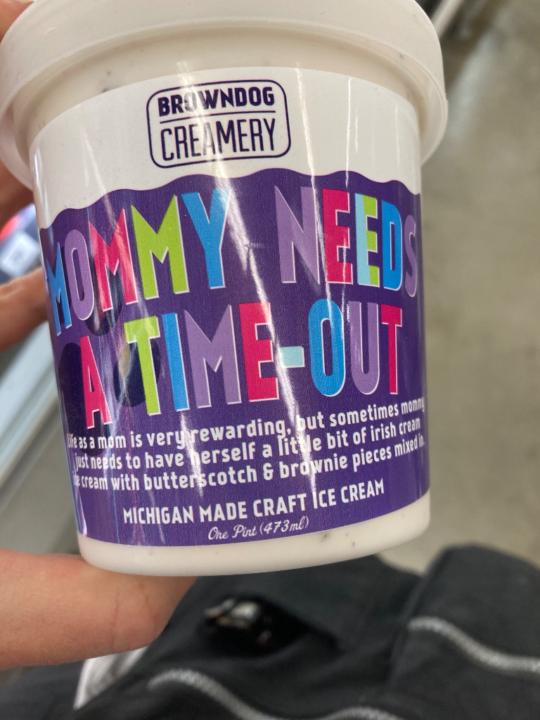 BROWNDOG
CREAMERY
MOMMY NEEDS
A TIME-OUT
Life as a mom is very rewarding, but sometimes mommy
just needs to have herself a little bit of irish cream
ice cream with butterscotch & brownie pieces mixed in.
MICHIGAN MADE CRAFT ICE CREAM
One Pint (473ml)